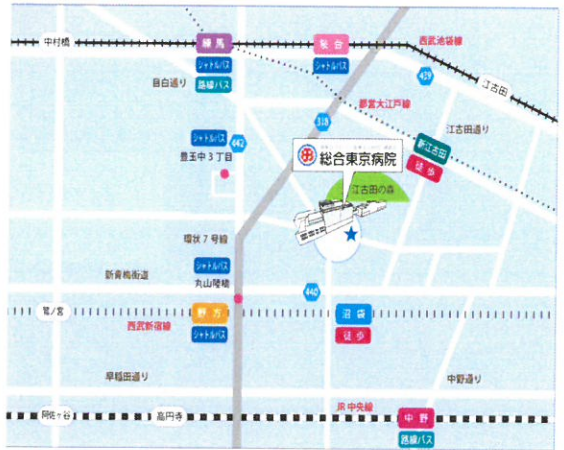 西武池袋線
中村橋
練馬
桜台
シャトルバス
シャトルバス
路線バス
目白通り
439
江古田
都営大江戸線
318
江古田通り
シャトルバス
442
豊玉中3丁目
新江古田
徒歩
総合東京病院
江古田の森
環状7号線
シャトルバス
新青梅街道
丸山陸橋
440
鷺ノ宮
野方
沼袋
西武新宿線
シャトルバス
徒歩
早稲田通り
中野通り
JR中央線
阿佐ヶ谷
高円寺
中野
路線バス